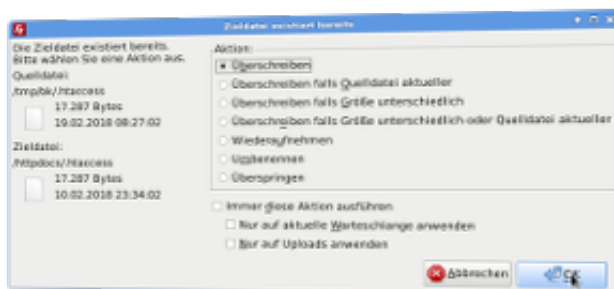 Zieldatei existiert bereits
Die Zieldatei existiert bereits.
Bitte wählen Sie eine Aktion aus.
Quelldatei:
/tmp/bk/.htaccess
17.287 Bytes
19.02.2018 08:27:02
Zieldatei:
/httpdocs/.htaccess
17.287 Bytes
10.02.2018 23:34:02
Aktion:
Überschreiben
Überschreiben falls Quelldatei aktueller
Überschreiben falls Größe unterschiedlich
Überschreiben falls Größe unterschiedlich oder Quelldatei aktueller
Wiederaufnehmen
Umbenennen
Überspringen
Immer diese Aktion ausführen
Nur auf aktuelle Warteschlange anwenden
Nur auf Uploads anwenden
Abbrechen
OK